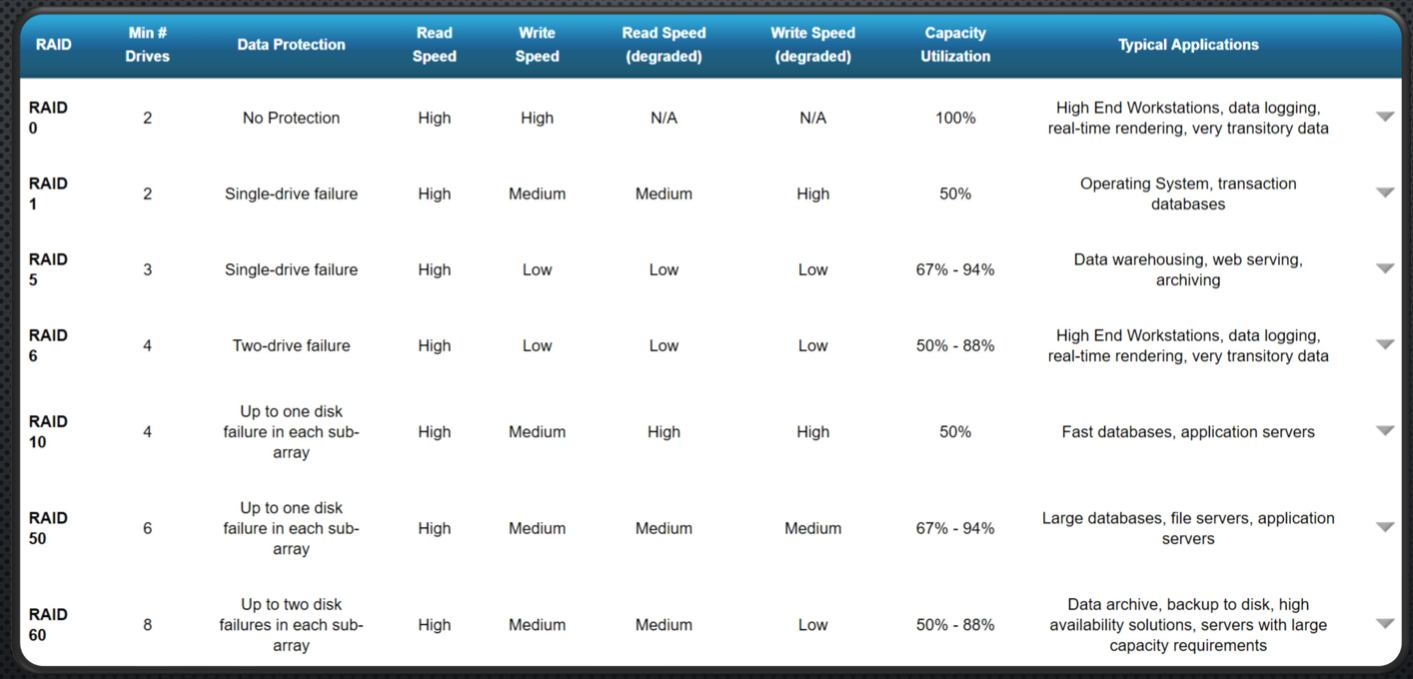 RAID Min # Drives Data Protection Read Speed Write Speed Read Speed (degraded) Write Speed (degraded) Capacity Utilization Typical Applications
RAID 0 2 No Protection High High N/A N/A 100% High End Workstations, data logging, real-time rendering, very transitory data
RAID 1 2 Single-drive failure High Medium Medium High 50% Operating System, transaction databases
RAID 5 3 Single-drive failure High Low Low Low 67% - 94% Data warehousing, web serving, archiving
RAID 6 4 Two-drive failure High Low Low Low 50% - 88% High End Workstations, data logging, real-time rendering, very transitory data
RAID 10 4 Up to one disk failure in each sub-array High Medium High High 50% Fast databases, application servers
RAID 50 6 Up to one disk failure in each sub-array High Medium Medium Medium 67% - 94% Large databases, file servers, application servers
RAID 60 8 Up to two disk failures in each sub-array High Medium Medium Low 50% - 88% Data archive, backup to disk, high availability solutions, servers with large capacity requirements